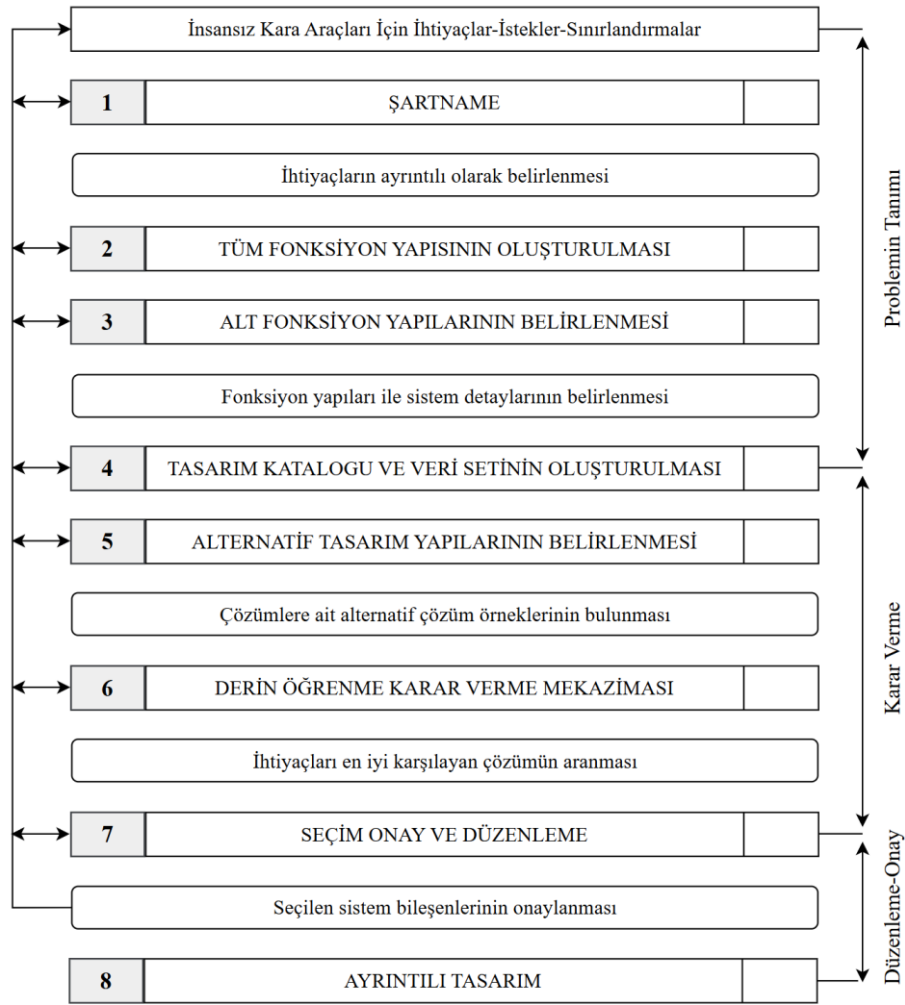 İnsansız Kara Araçları İçin İhtiyaçlar-İstekler-Sınırlandırmalar
1 ŞARTNAME
İhtiyaçların ayrıntılı olarak belirlenmesi
2 TÜM FONKSİYON YAPISININ OLUŞTURULMASI
3 ALT FONKSİYON YAPILARININ BELİRLENMESİ
Fonksiyon yapıları ile sistem detaylarının belirlenmesi
4 TASARIM KATALOGU VE VERİ SETİNİN OLUŞTURULMASI
5 ALTERNATİF TASARIM YAPILARININ BELİRLENMESİ
Çözümlere ait alternatif çözüm örneklerinin bulunması
6 DERİN ÖĞRENME KARAR VERME MEKAZİMASI
İhtiyaçları en iyi karşılayan çözümün aranması
7 SEÇİM ONAY VE DÜZENLEME
Seçilen sistem bileşenlerinin onaylanması
8 AYRINTILI TASARIM
Problemin Tanımı
Karar Verme
Düzenleme-Onay